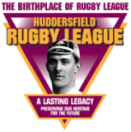 THE BIRTHPLACE OF RUGBY LEAGUE
HUDDERSFIELD
RUGBY LEAGUE
A LASTING LEGACY
PRESERVING OUR HERITAGE
FOR THE FUTURE